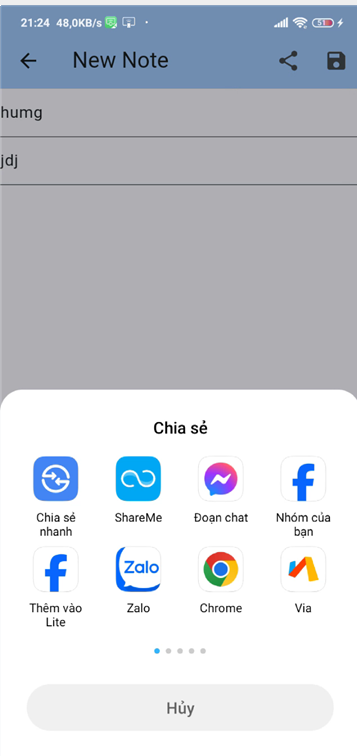 21:24 48,0KB/s 51
New Note
humg
jdj
Chia sẻ
Chia sẻ nhanh
ShareMe
Đoạn chat
Nhóm của bạn
Thêm vào Lite
Zalo
Zalo
Chrome
Via
Hủy